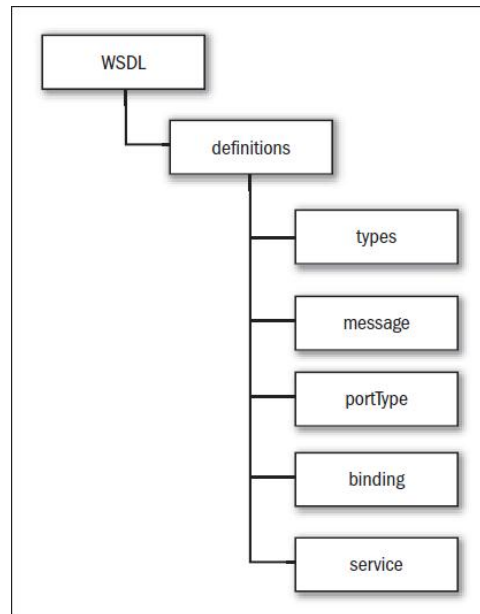 WSDL
definitions
types
message
portType
binding
service